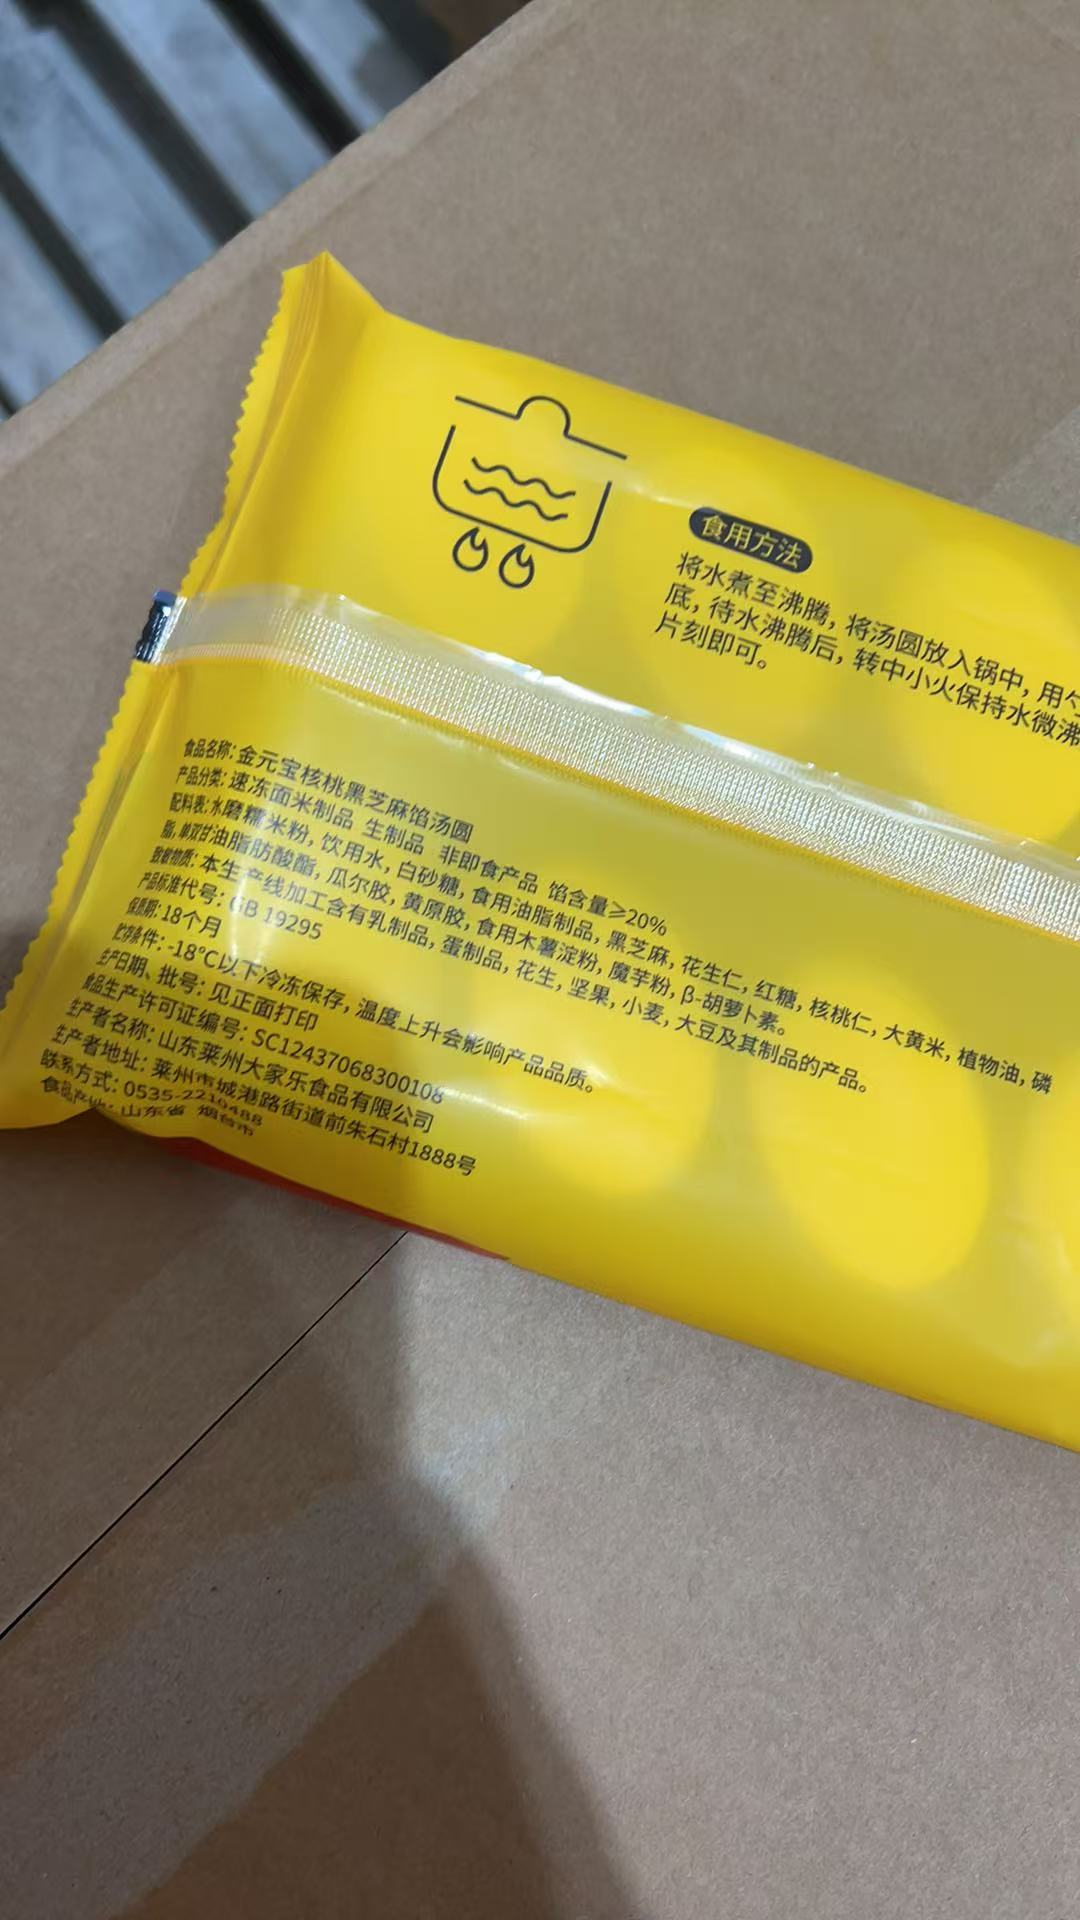 食用方法
将水煮至沸腾，将汤圆放入锅中，用勺
底，待水沸腾后，转中小火保持水微沸
片刻即可。
食品名称：金元宝核桃黑芝麻馅汤圆
产品分类：速冻面米制品 生制品 非即食产品 馅含量≥20%
配料表：水磨糯米粉，饮用水，白砂糖，食用油脂制品，黑芝麻，花生仁，红糖，核桃仁，大黄米，植物油，磷
脂，单双甘油脂肪酸酯，瓜尔胶，黄原胶，食用木薯淀粉，魔芋粉，β-胡萝卜素。
致敏物质：本生产线加工含有乳制品，蛋制品，花生，坚果，小麦，大豆及其制品的产品。
产品标准代号：GB 19295
保质期：18个月
贮存条件：-18℃以下冷冻保存，温度上升会影响产品品质。
生产日期、批号：见正面打印
食品生产许可证编号：SC12437068300108
生产者名称：山东莱州大家乐食品有限公司
生产者地址：莱州市城港路街道前朱石村1888号
联系方式：0535-2210488
食品产地：山东省 烟台市